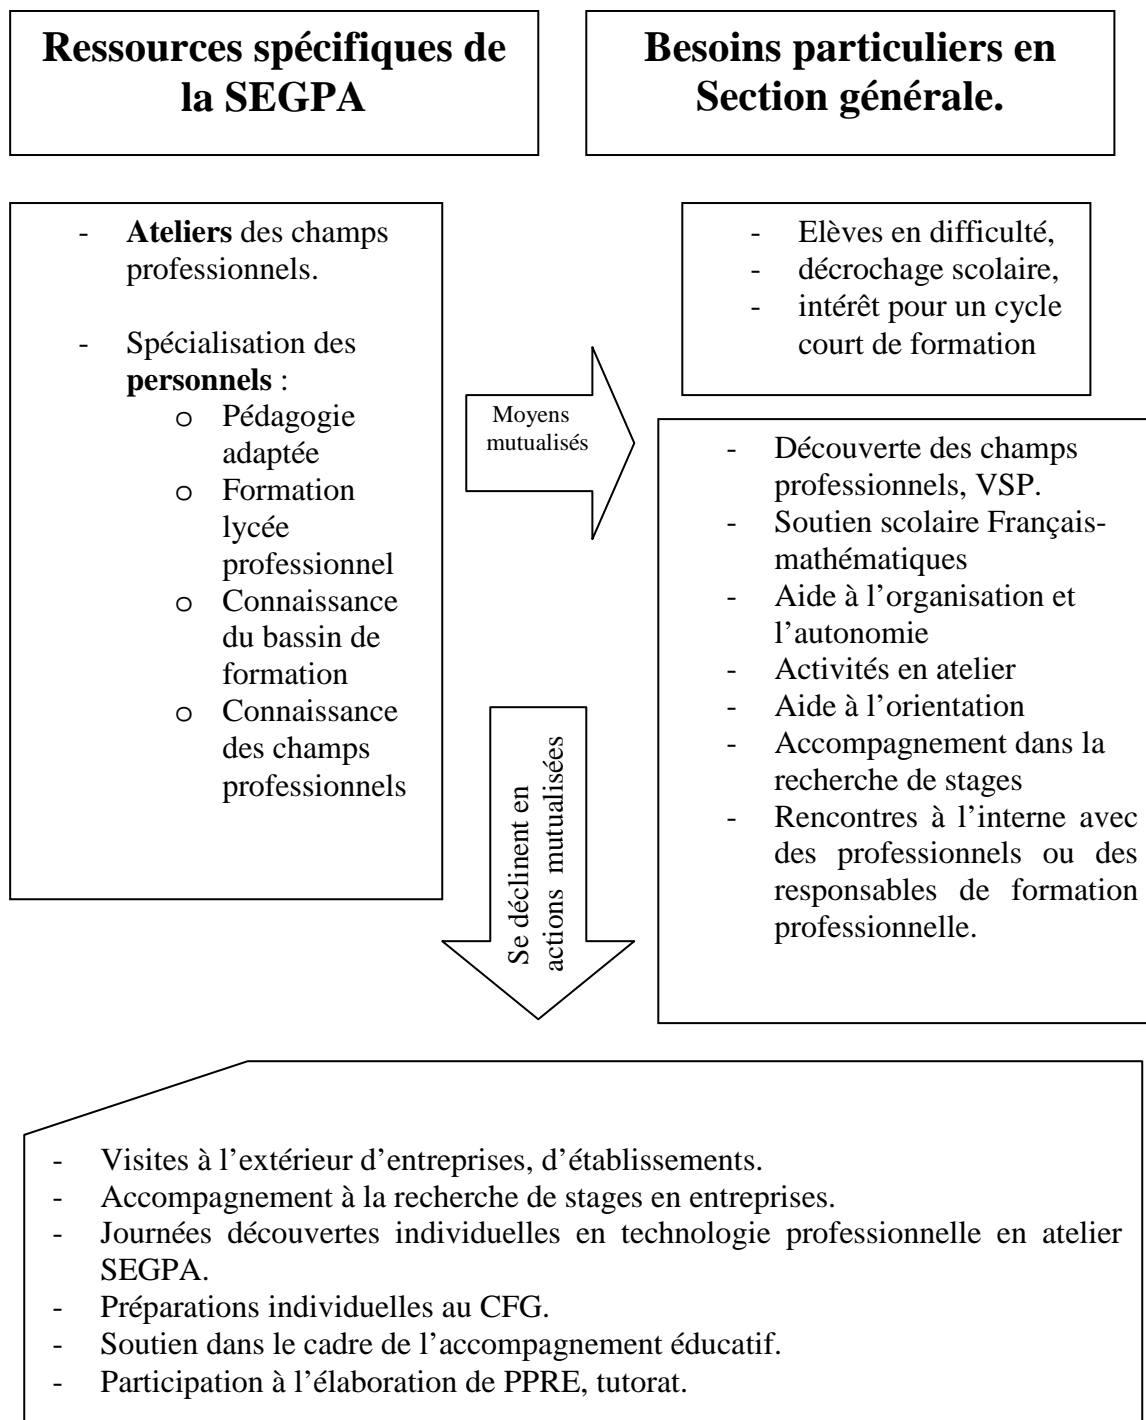 Ressources spécifiques de
la SEGPA
Besoins particuliers en
Section générale.
- Ateliers des champs
professionnels.
- Spécialisation des
personnels :
o Pédagogie
adaptée
o Formation
lycée
professionnel
o Connaissance
du bassin de
formation
o Connaissance
des champs
professionnels
Moyens
mutualisés
- Elèves en difficulté,
- décrochage scolaire,
- intérêt pour un cycle
court de formation
- Découverte des champs
professionnels, VSP.
- Soutien scolaire Français-
mathématiques
- Aide à l’organisation et
l’autonomie
- Activités en atelier
- Aide à l’orientation
- Accompagnement dans la
recherche de stages
- Rencontres à l’interne avec
des professionnels ou des
responsables de formation
professionnelle.
Se déclinent en
actions mutualisées
- Visites à l’extérieur d’entreprises, d’établissements.
- Accompagnement à la recherche de stages en entreprises.
- Journées découvertes individuelles en technologie professionnelle en atelier
SEGPA.
- Préparations individuelles au CFG.
- Soutien dans le cadre de l’accompagnement éducatif.
- Participation à l’élaboration de PPRE, tutorat.